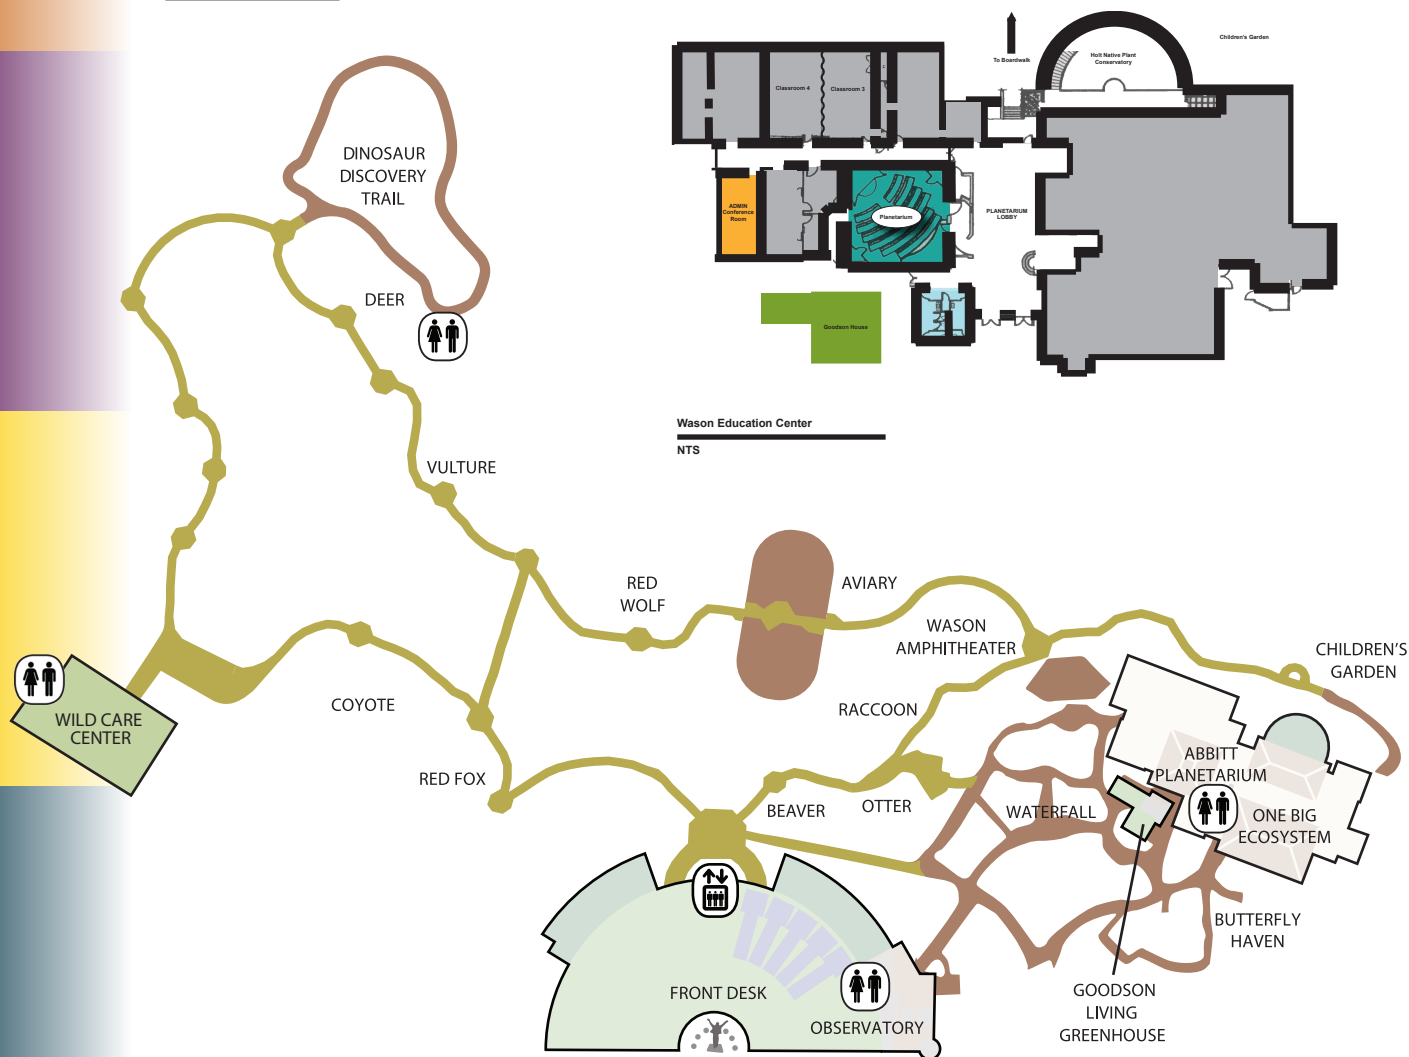 To Boardwalk
Holt Native Plant
Conservatory
Children's Garden
Classroom 4
Classroom 3
ADMIN
Conference
Room
Planetarium
PLANETARIUM
LOBBY
Goodson House
Wason Education Center
NTS
DINOSAUR
DISCOVERY
TRAIL
DEER
VULTURE
RED
WOLF
AVIARY
WASON
AMPHITHEATER
CHILDREN'S
GARDEN
RACCOON
COYOTE
WILD CARE
CENTER
RED FOX
BEAVER
OTTER
WATERFALL
ABBITT
PLANETARIUM
ONE BIG
ECOSYSTEM
BUTTERFLY
HAVEN
GOODSON
LIVING
GREENHOUSE
FRONT DESK
OBSERVATORY